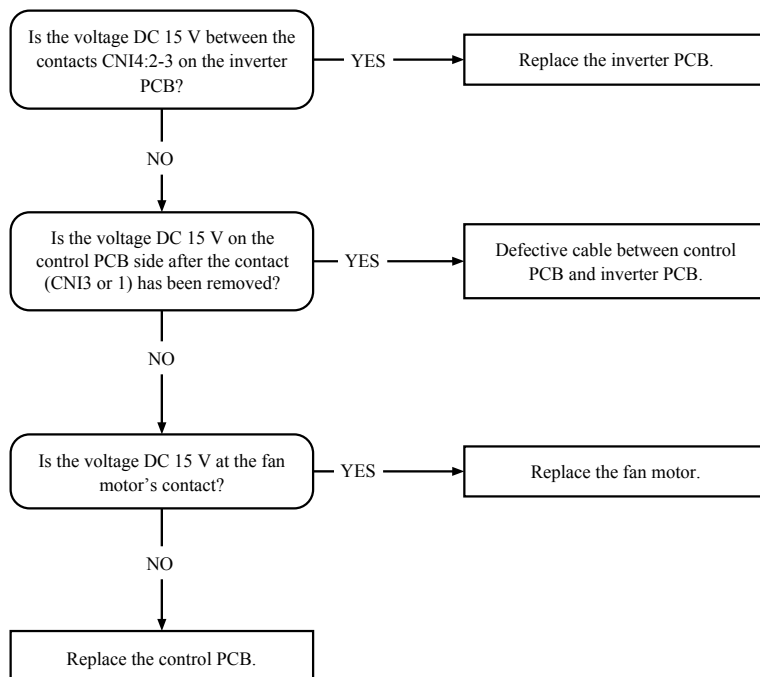 Is the voltage DC 15 V between the
contacts CNI4:2-3 on the inverter
PCB?
YES
Replace the inverter PCB.
NO
Is the voltage DC 15 V on the
control PCB side after the contact
(CNI3 or 1) has been removed?
YES
Defective cable between control
PCB and inverter PCB.
NO
Is the voltage DC 15 V at the fan
motor’s contact?
YES
Replace the fan motor.
NO
Replace the control PCB.